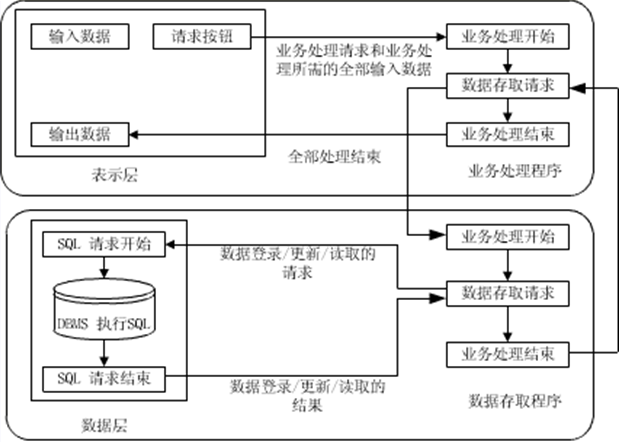 输入数据
请求按钮
业务处理开始
业务处理请求和业务处
理所需的全部输入数据
数据存取请求
输出数据
业务处理结束
全部处理结束
表示层
业务处理程序
SQL 请求开始
业务处理开始
数据登录/更新/读取的
请求
数据存取请求
DBMS 执行SQL
业务处理结束
SQL 请求结束
数据登录/更新/读取的
结果
数据存取程序
数据层